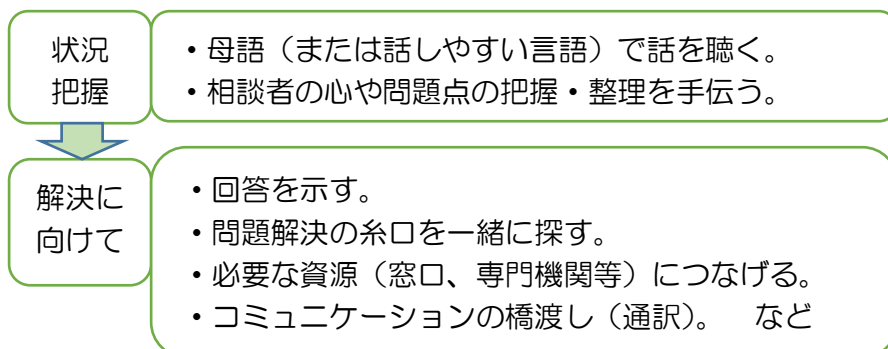 状況
把握
・母語（または話しやすい言語）で話を聴く。
・相談者の心や問題点の把握・整理を手伝う。
解決に
向けて
・回答を示す。
・問題解決の糸口を一緒に探す。
・必要な資源（窓口、専門機関等）につなげる。
・コミュニケーションの橋渡し（通訳）。　など